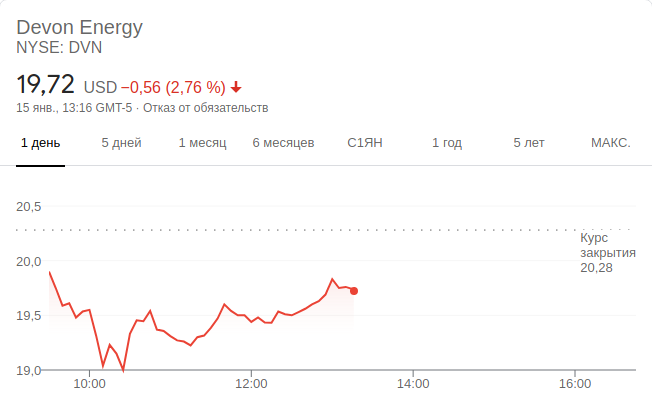 Devon Energy
NYSE: DVN
19,72 USD −0,56 (2,76 %)
15 янв., 13:16 GMT-5 · Отказ от обязательств
1 день 5 дней 1 месяц 6 месяцев С1ЯН 1 год 5 лет МАКС.
20,5
Курс
закрытия
20,28
20,0
19,5
19,0
10:00 12:00 14:00 16:00